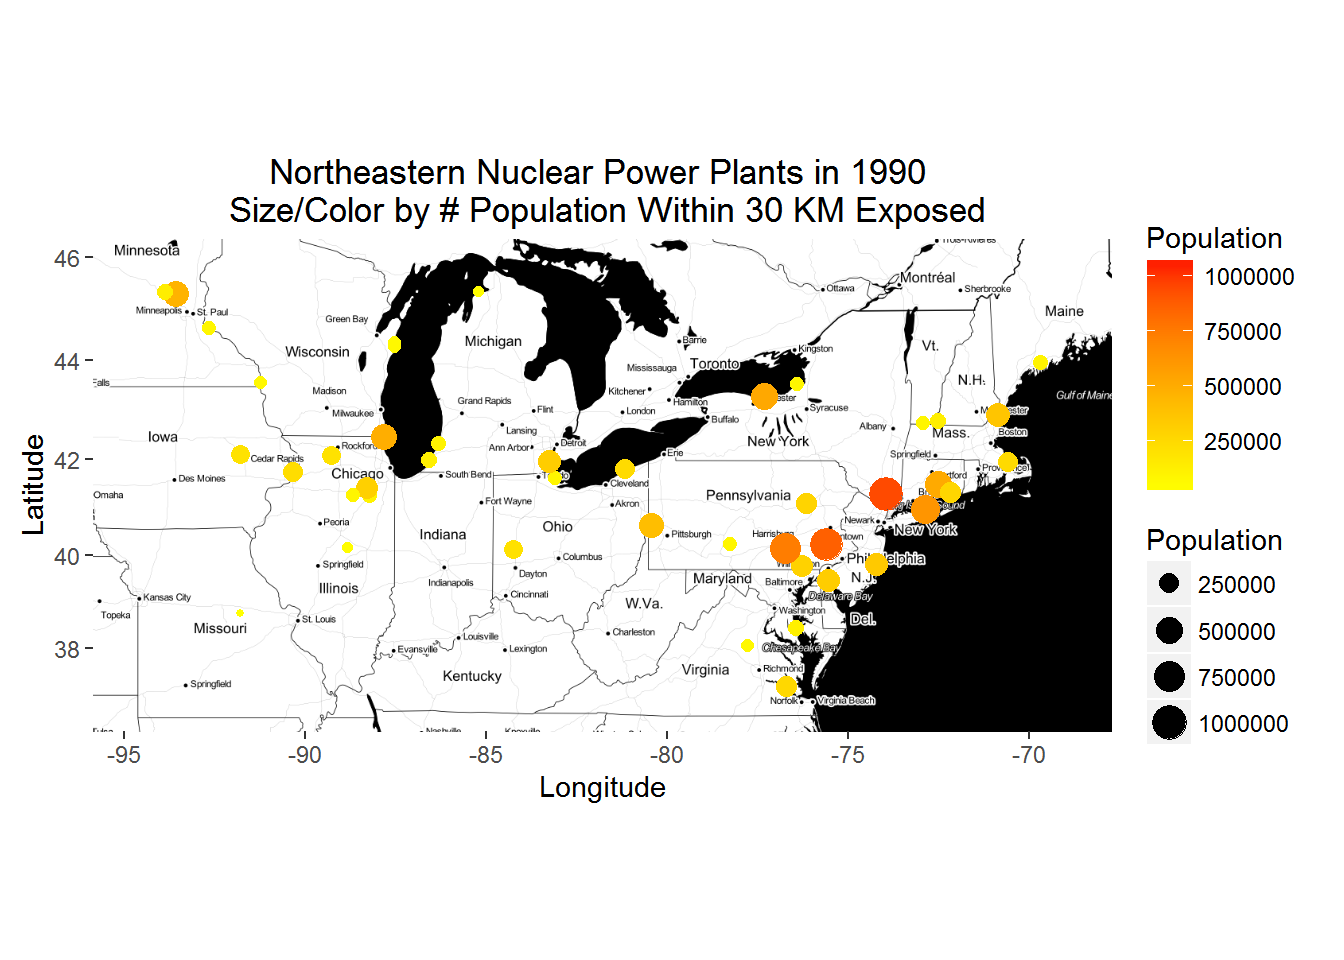 Northeastern Nuclear Power Plants in 1990
Size/Color by # Population Within 30 KM Exposed
Population
1000000
750000
500000
250000
Population
250000
500000
750000
1000000
Latitude
46
44
42
40
38
-95
-90
-85
-80
-75
-70
Longitude
Minnesota
Minneapolis
St. Paul
Green Bay
Wisconsin
Michigan
Madison
Milwaukee
Grand Rapids
Flint
Lansing
Ann Arbor
Detroit
Iowa
Cedar Rapids
Des Moines
Omaha
Rockford
Chicago
South Bend
Fort Wayne
Peoria
Springfield
Illinois
Indiana
Indianapolis
Ohio
Cleveland
Akron
Columbus
Dayton
Cincinnati
Kansas City
Topeka
Missouri
St. Louis
Springfield
Evansville
Louisville
Lexington
Kentucky
Charleston
W.Va.
Virginia
Richmond
Norfolk
Virginia Beach
Chesapeake Bay
Washington
Baltimore
Maryland
Delaware Bay
Del.
N.J.
Philadelphia
Pittsburgh
Harrisburg
Pennsylvania
Erie
Buffalo
New York
Syracuse
Albany
Newark
New York
Springfield
Mass.
Boston
N.H.
Vt.
Maine
Gulf of Maine
Montréal
Sherbrooke
Ottawa
Kingston
Barrie
Toronto
Mississauga
Kitchener
Hamilton
London